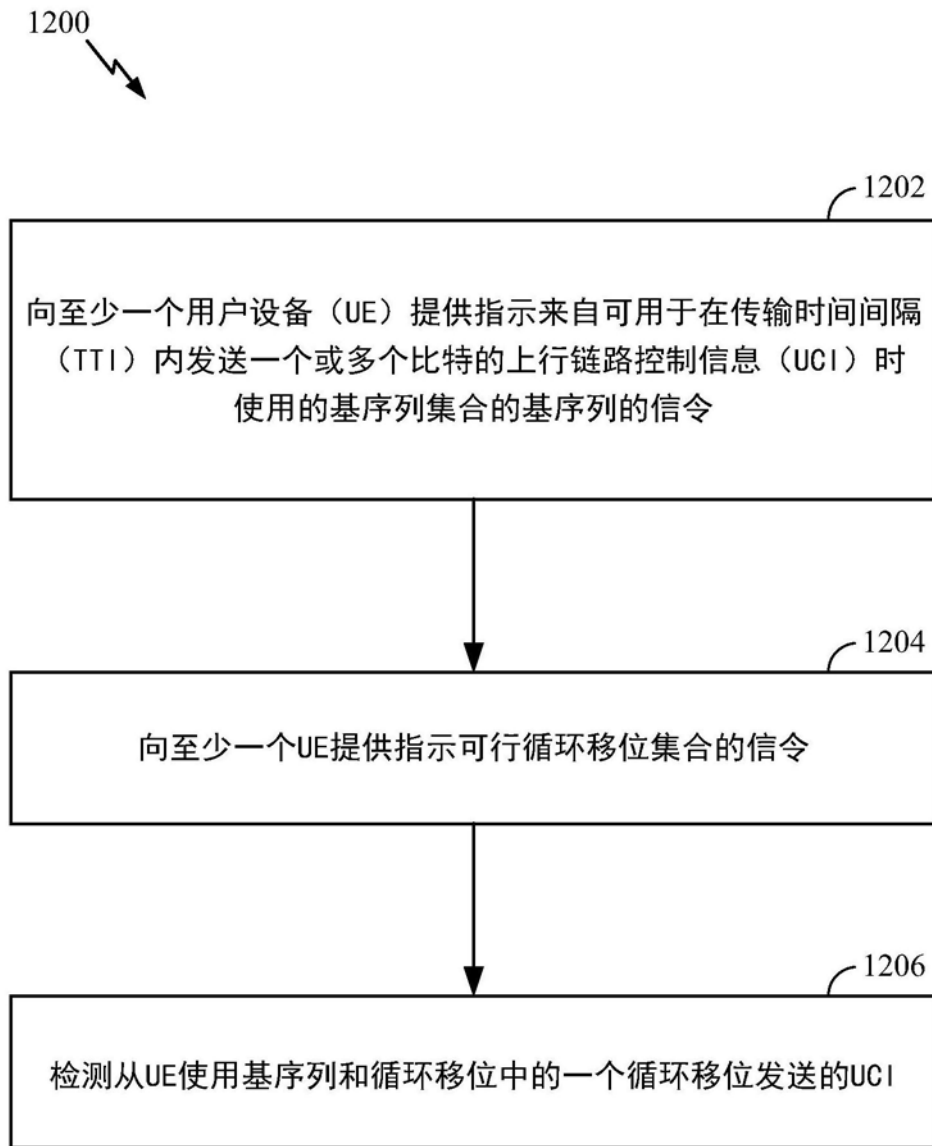 1200
1202
向至少一个用户设备（UE）提供指示来自可用于在传输时间间隔
（TTI）内发送一个或多个比特的上行链路控制信息（UCI）时
使用的基序列集合的基序列的信令
1204
向至少一个UE提供指示可行循环移位集合的信令
1206
检测从UE使用基序列和循环移位中的一个循环移位发送的UCI